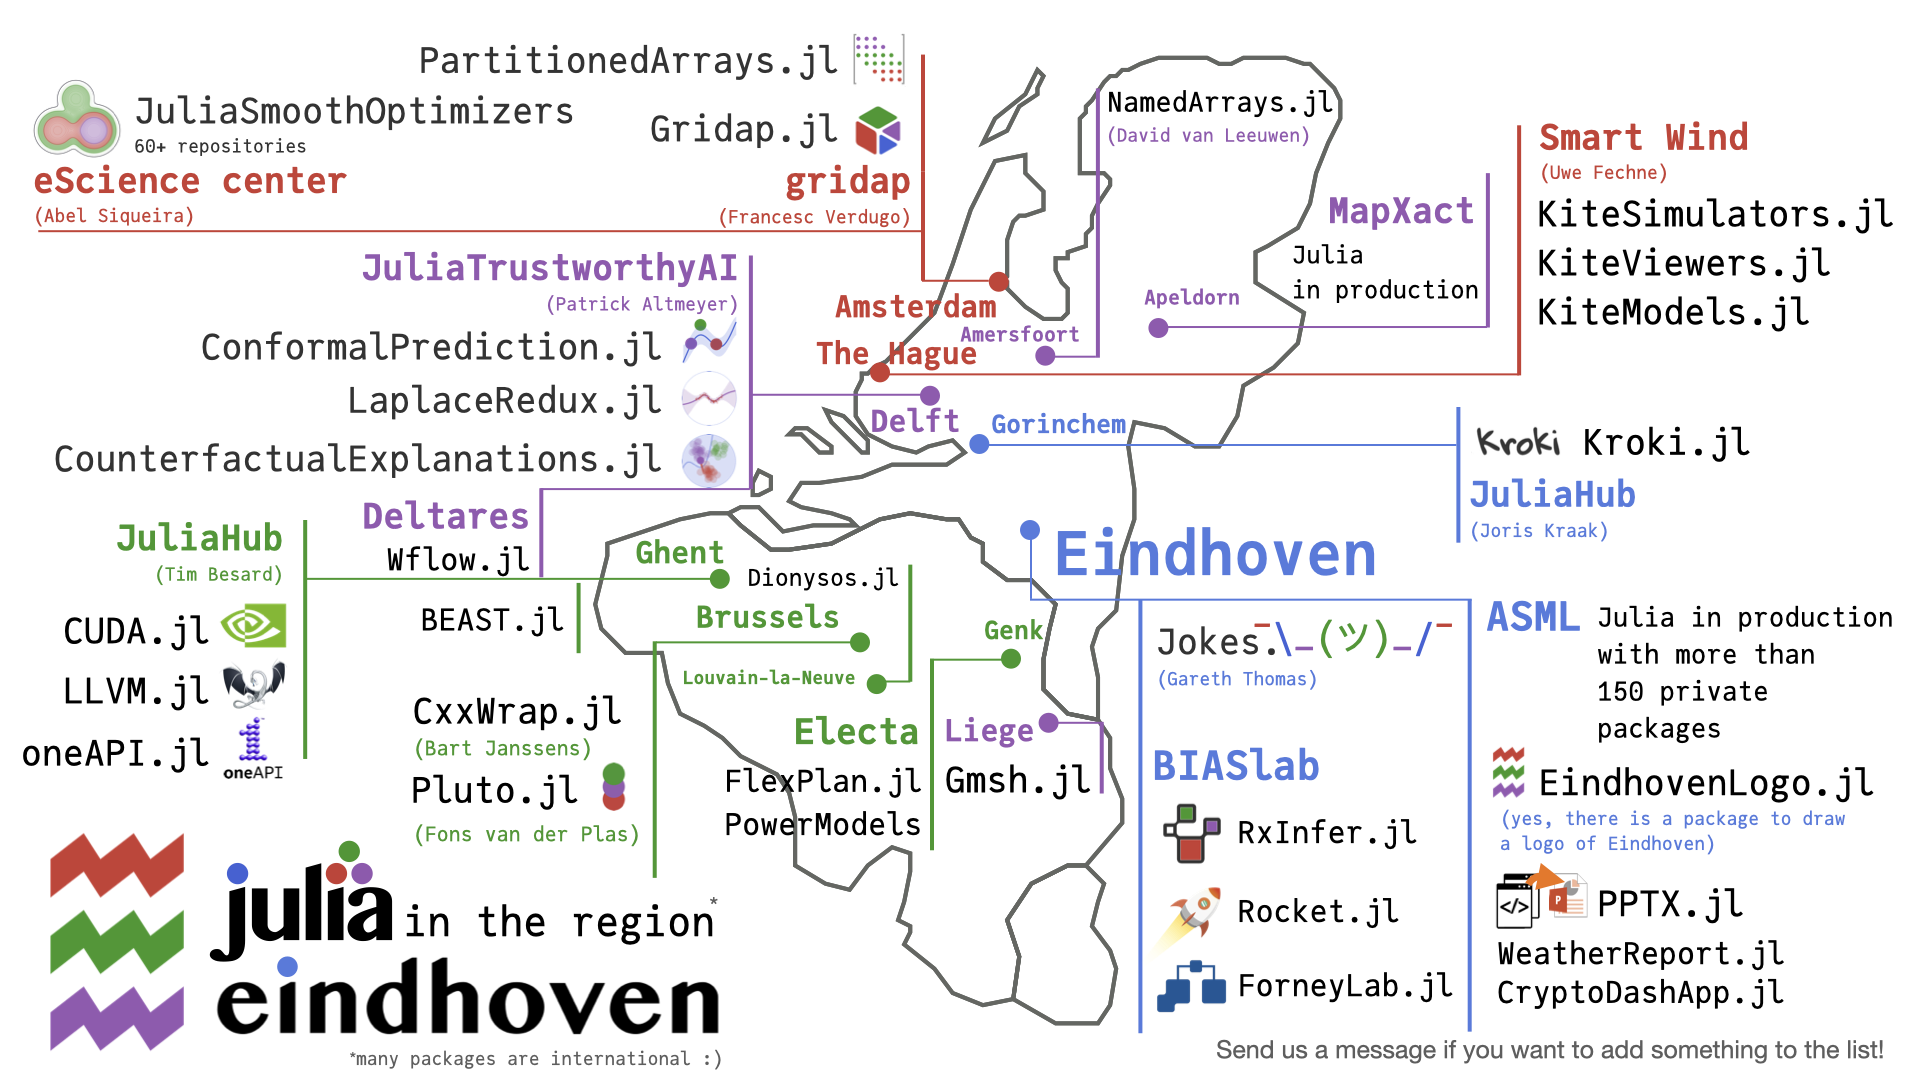 PartitionedArrays.jl
JuliaSmoothOptimizers
60+ repositories
Gridap.jl
eScience center
(Abel Siqueira)
gridap
(Francesc Verdugo)
NamedArrays.jl
(David van Leeuwen)
Smart Wind
(Uwe Fechne)
KiteSimulators.jl
KiteViewers.jl
KiteModels.jl
MapXact
Julia
in production
Apeldorn
JuliaTrustworthyAI
(Patrick Altmeyer)
ConformalPrediction.jl
LaplaceRedux.jl
CounterfactualExplanations.jl
Amsterdam
Amersfoort
The Hague
Delft
Gorinchem
Kroki Kroki.jl
JuliaHub
(Joris Kraak)
Deltares
Wflow.jl
JuliaHub
(Tim Besard)
CUDA.jl
LLVM.jl
oneAPI.jl
1
oneAPI
Ghent
BEAST.jl
Dionysos.jl
Brussels
Louvain-la-Neuve
CxxWrap.jl
(Bart Janssens)
Pluto.jl
(Fons van der Plas)
Genk
Electa
FlexPlan.jl
PowerModels
Liege
Gmsh.jl
Eindhoven
Jokes.¯\_(ツ)_/¯
(Gareth Thomas)
BIASlab
RxInfer.jl
Rocket.jl
ForneyLab.jl
ASML
Julia in production
with more than
150 private
packages
EindhovenLogo.jl
(yes, there is a package to draw
a logo of Eindhoven)
</> P PPTX.jl
WeatherReport.jl
CryptoDashApp.jl
julia in the region*
eindhoven
*many packages are international :)
Send us a message if you want to add something to the list!